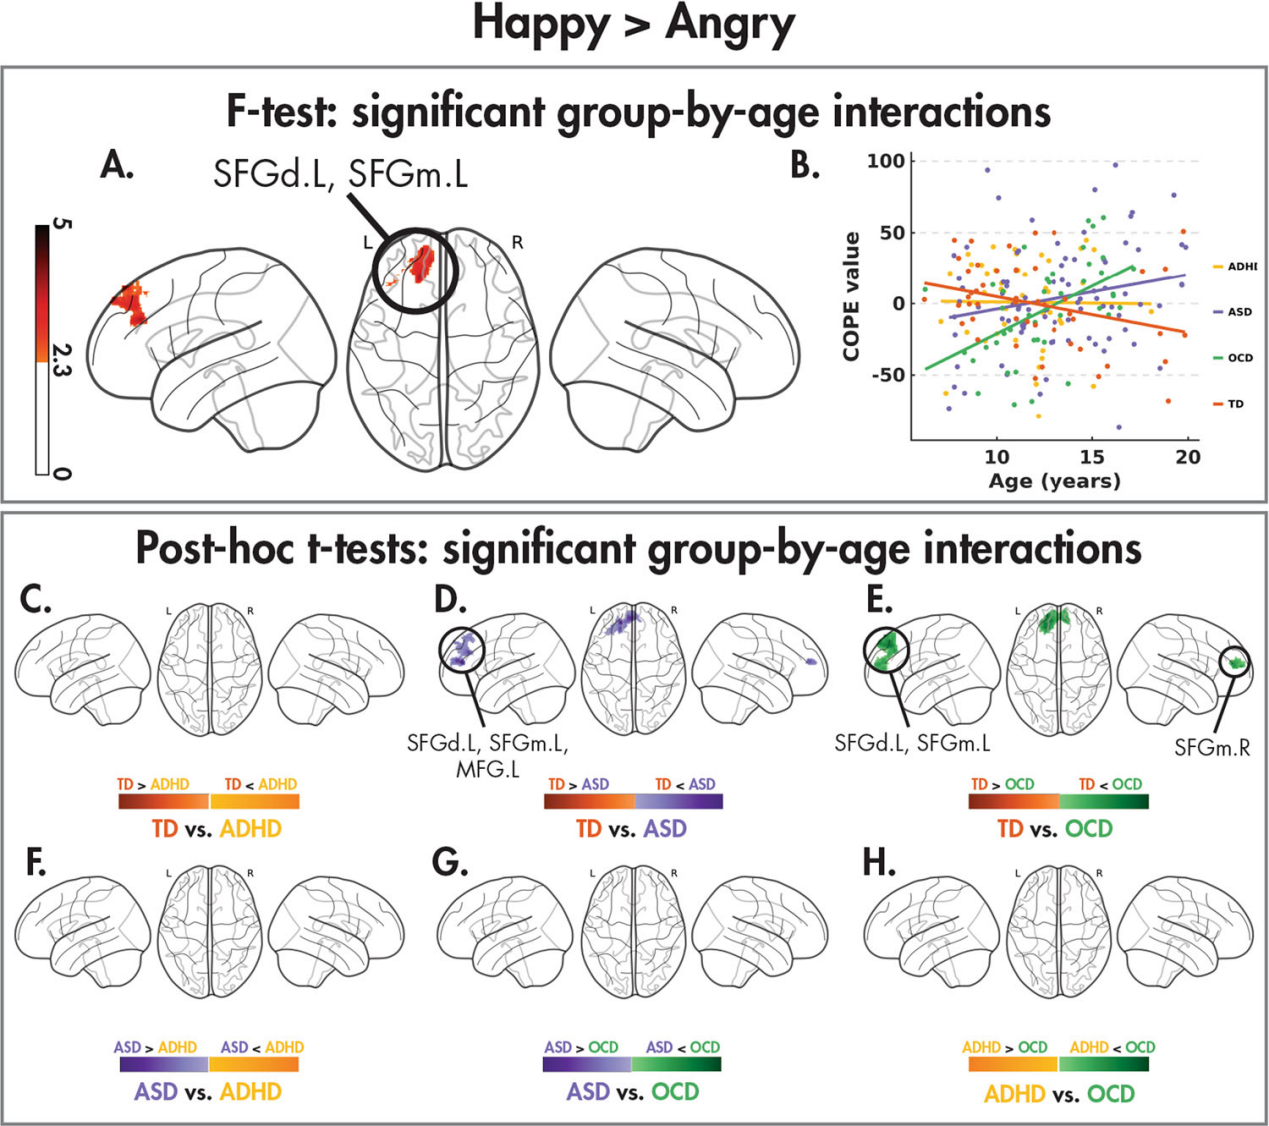 Happy > Angry
F-test: significant group-by-age interactions
A.
SFGd.L, SFGm.L
L
R
5
2.3
0
B.
100
50
0
-50
COPE value
10
15
20
Age (years)
ADHI
ASD
OCD
TD
Post-hoc t-tests: significant group-by-age interactions
C.
L
R
TD > ADHD
TD < ADHD
TD vs. ADHD
D.
L
R
SFGd.L, SFGm.L,
MFG.L
TD > ASD
TD < ASD
TD vs. ASD
E.
L
R
SFGd.L, SFGm.L
SFGm.R
TD > OCD
TD < OCD
TD vs. OCD
F.
L
R
ASD > ADHD
ASD < ADHD
ASD vs. ADHD
G.
L
R
ASD > OCD
ASD < OCD
ASD vs. OCD
H.
L
R
ADHD > OCD
ADHD < OCD
ADHD vs. OCD